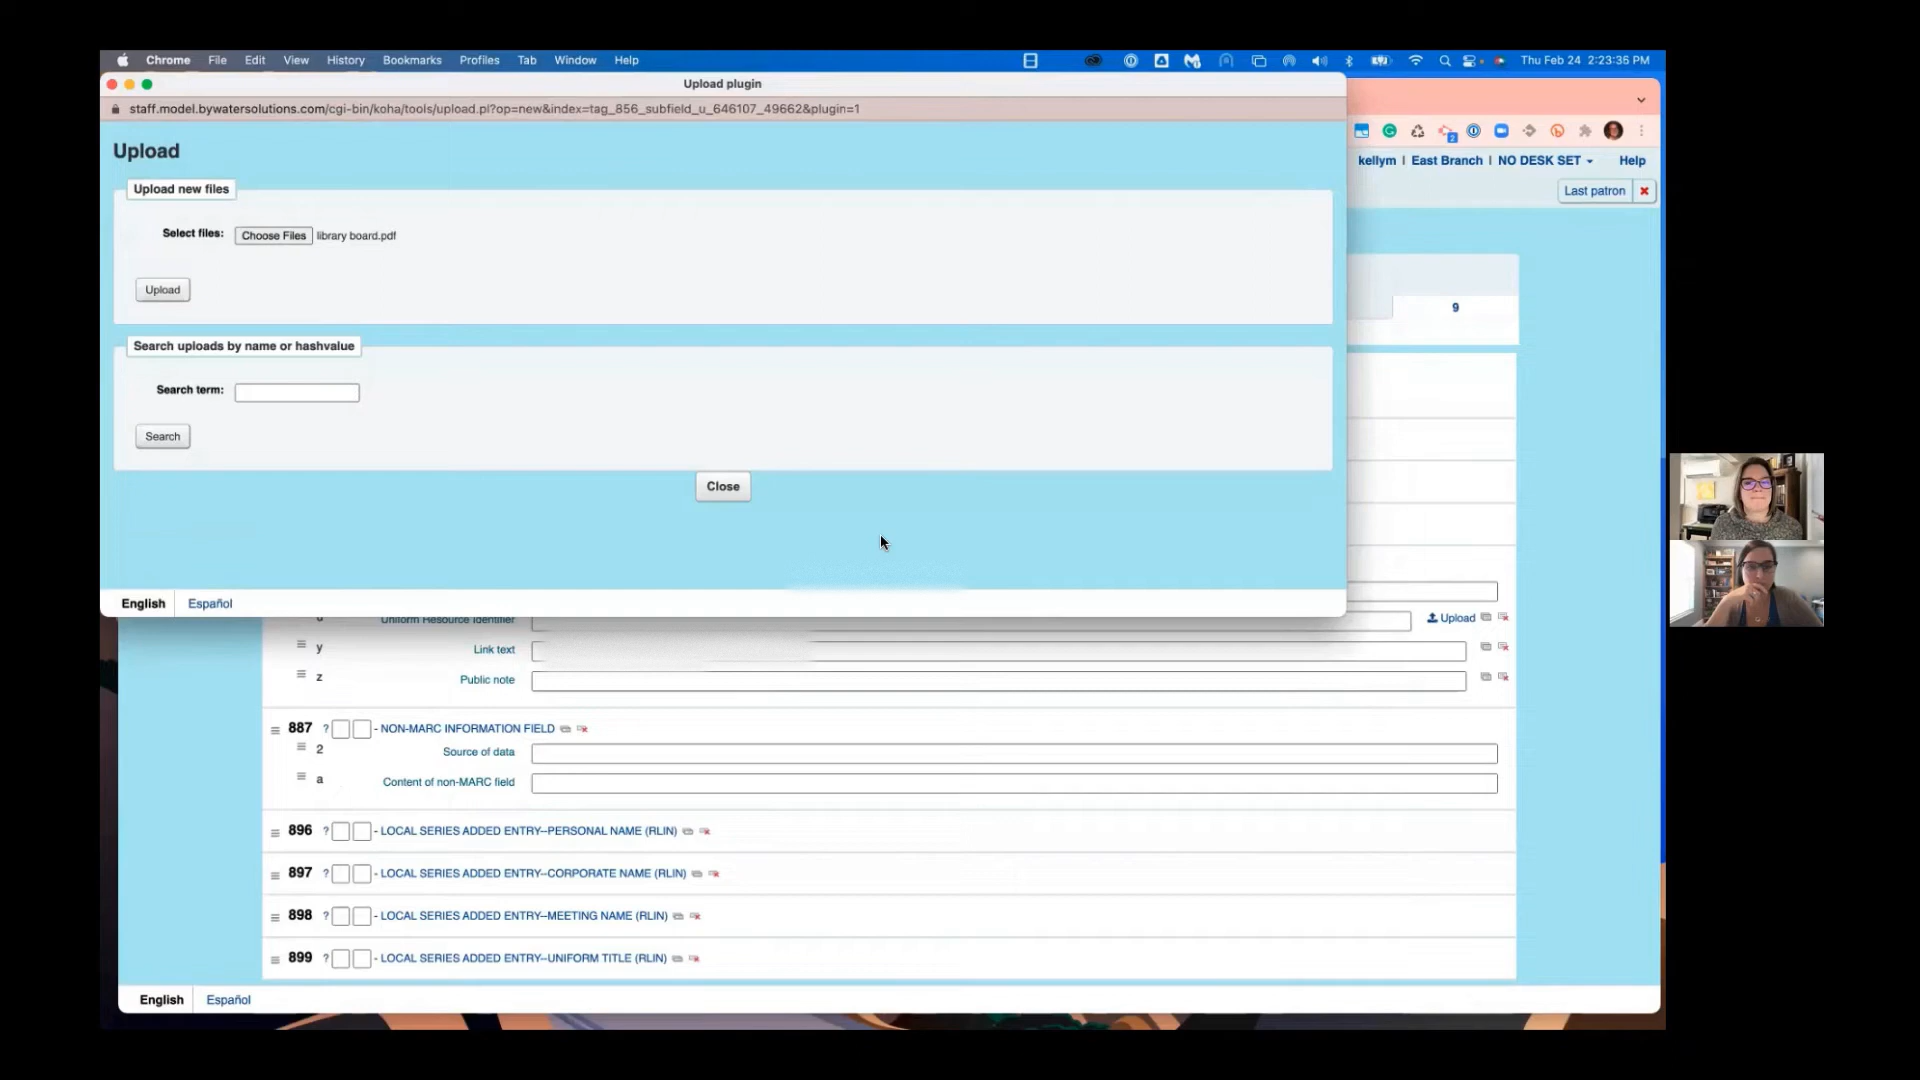 Chrome File Edit View History Bookmarks Profiles Tab Window Help Thu Feb 24 2:23:35 PM
Upload plugin
staff.model.bywatersolutions.com/cgi-bin/koha/tools/upload.pl?op=new&index=tag_856_subfield_u_646107_49662&plugin=1
Upload
kellym | East Branch | NO DESK SET Help
Upload new files
Last patron
Select files: Choose Files library board.pdf
Upload
9
Search uploads by name or hashvalue
Search term:
Search
Close
English Español
u Uniform Resource Identifier Upload
y Link text
z Public note
887 ? - NON-MARC INFORMATION FIELD
2 Source of data
a Content of non-MARC field
896 ? - LOCAL SERIES ADDED ENTRY--PERSONAL NAME (RLIN)
897 ? - LOCAL SERIES ADDED ENTRY--CORPORATE NAME (RLIN)
898 ? - LOCAL SERIES ADDED ENTRY--MEETING NAME (RLIN)
899 ? - LOCAL SERIES ADDED ENTRY--UNIFORM TITLE (RLIN)
English Español